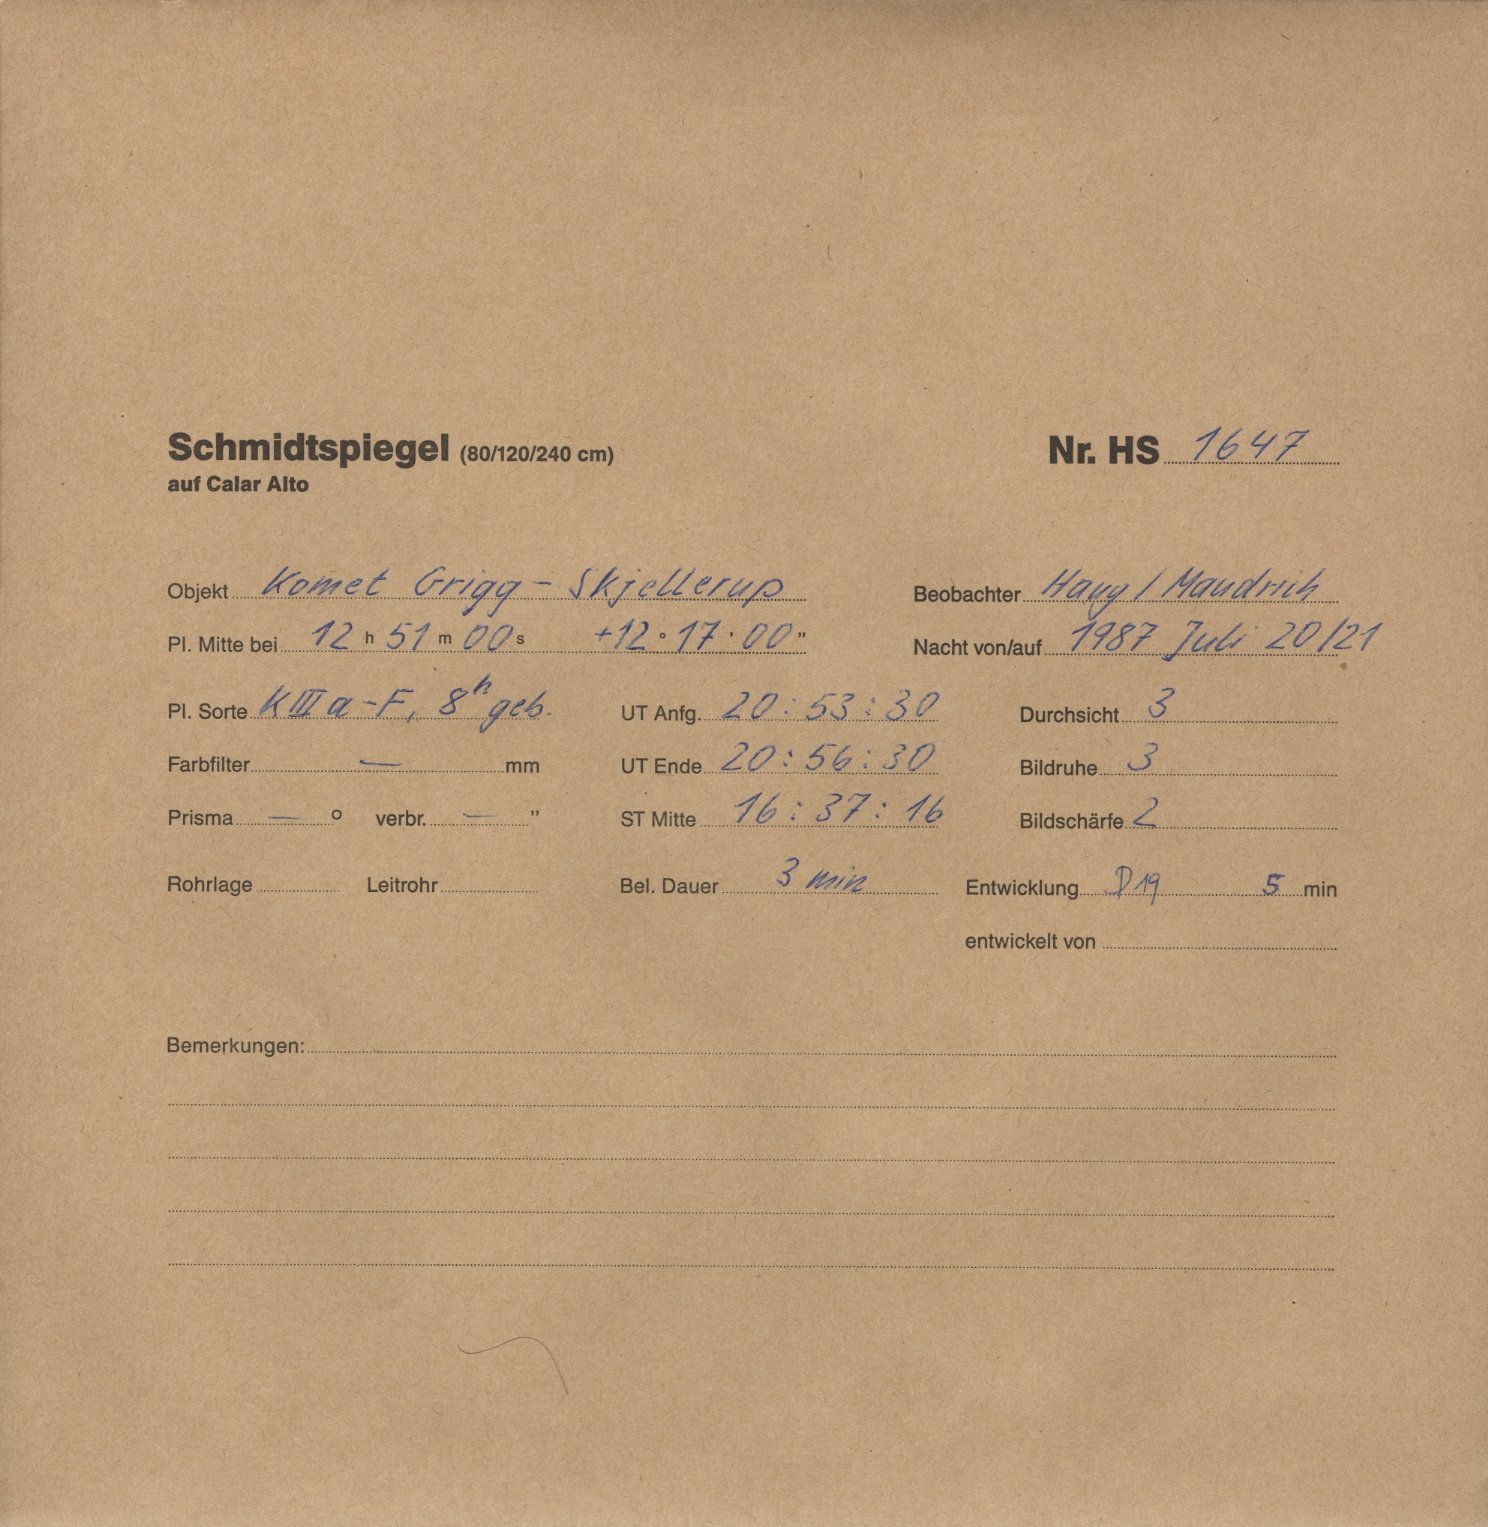 Schmidtspiegel (80/120/240 cm) Nr. HS 1647
auf Calar Alto
Objekt Komet Grigg - Skjellerup Beobachter Haug / Mandrich
Pl. Mitte bei 12 h 51 m 00 s +12 ° 17 ' 00 " Nacht von/auf 1987 Juli 20/21
Pl. Sorte K III a - F, 8h geb. UT Anfg. 20 : 53 : 30 Durchsicht 3
Farbfilter — mm UT Ende 20 : 56 : 30 Bildruhe 3
Prisma — ° verbr. — " ST Mitte 16 : 37 : 16 Bildschärfe 2
Rohrlage Leitrohr Bel. Dauer 3 min Entwicklung D19 5 min
entwickelt von
Bemerkungen: